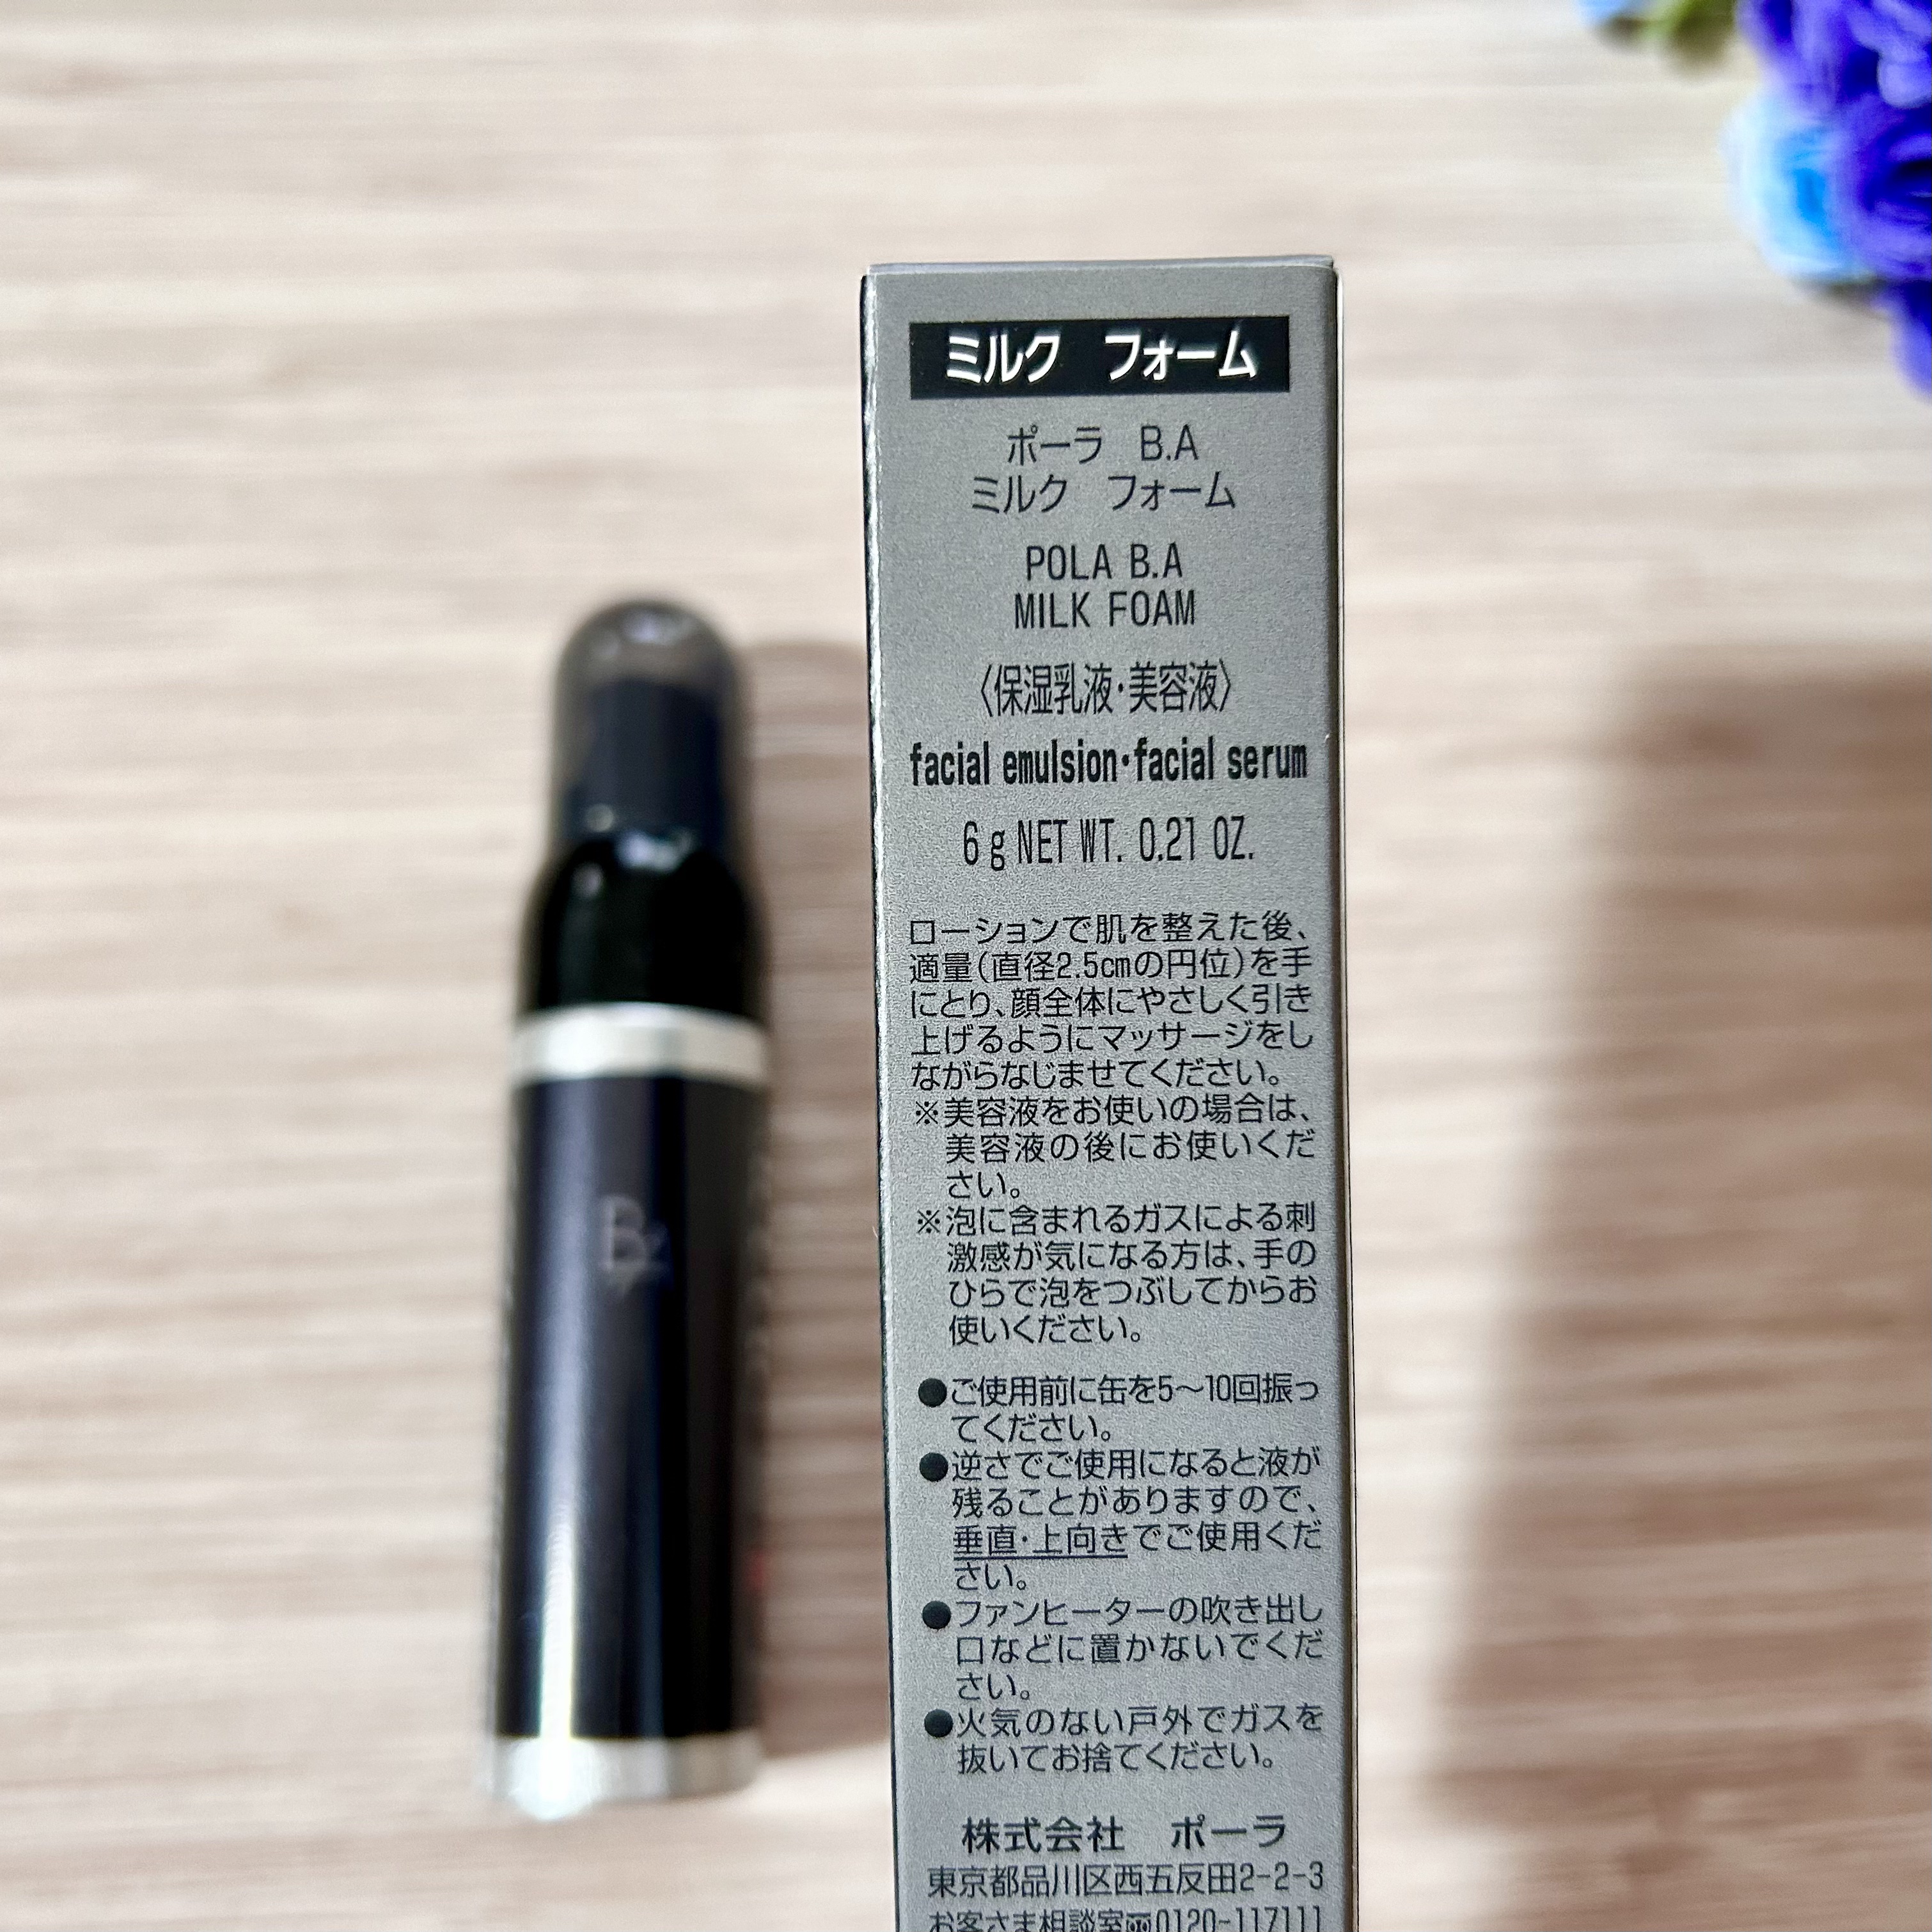 ミルク フォーム
ポーラ B.A
ミルク フォーム
POLA B.A
MILK FOAM
〈保湿乳液・美容液〉
facial emulsion・facial serum
6 g NET WT. 0.21 OZ.
ローションで肌を整えた後、
適量(直径2.5cmの円位)を手
にとり、顔全体にやさしく引き
上げるようにマッサージをし
ながらなじませてください。
※美容液をお使いの場合は、
美容液の後にお使いくだ
さい。
※泡に含まれるガスによる刺
激感が気になる方は、手の
ひらで泡をつぶしてからお
使いください。
●ご使用前に缶を5〜10回振っ
てください。
●逆さでご使用になると液が
残ることがありますので、
垂直・上向きでご使用くだ
さい。
●ファンヒーターの吹き出し
口などに置かないでくだ
さい。
●火気のない戸外でガスを
抜いてお捨てください。
株式会社 ポーラ
東京都品川区西五反田2-2-3
お客さま相談室 0120-117111